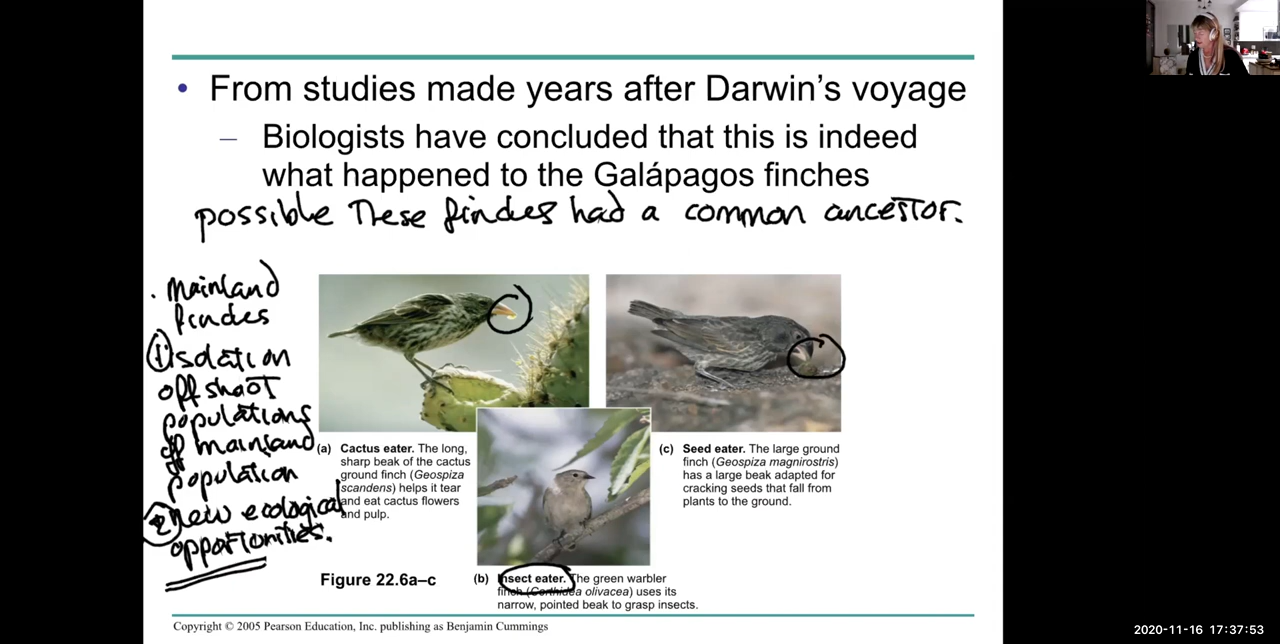 • From studies made years after Darwin's voyage
– Biologists have concluded that this is indeed
what happened to the Galápagos finches
possible These findes had a common ancestor.
. mainland
findes
① isolation
offshoot
populations
of mainland
population
② new ecological
opportunities.
(a) Cactus eater. The long,
sharp beak of the cactus
ground finch (Geospiza
scandens) helps it tear
and eat cactus flowers
and pulp.
(c) Seed eater. The large ground
finch (Geospiza magnirostris)
has a large beak adapted for
cracking seeds that fall from
plants to the ground.
Figure 22.6a–c
(b) Insect eater. The green warbler
finch (Certhidea olivacea) uses its
narrow, pointed beak to grasp insects.
Copyright © 2005 Pearson Education, Inc. publishing as Benjamin Cummings
2020-11-16 17:37:53